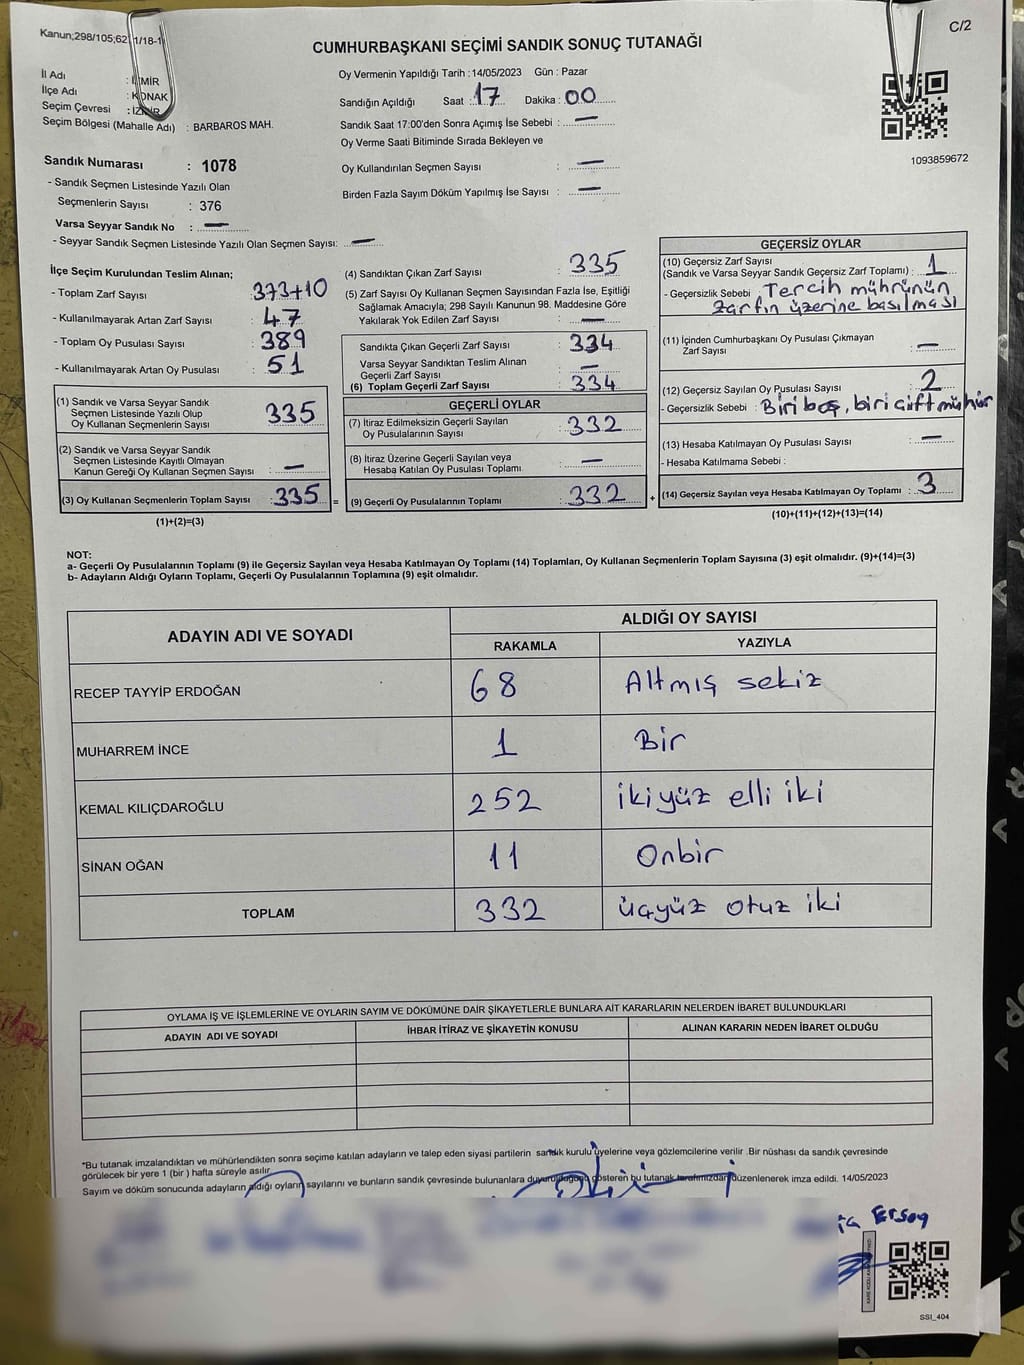 Kanun;298/105;62
1/18-1
C/2
CUMHURBAŞKANI SEÇİMİ SANDIK SONUÇ TUTANAĞI
İl Adı : İZMİR
İlçe Adı : KONAK
Seçim Çevresi : İZMİR
Seçim Bölgesi (Mahalle Adı) : BARBAROS MAH.
Oy Vermenin Yapıldığı Tarih :14/05/2023 Gün : Pazar
Sandığın Açıldığı Saat : 17 Dakika : 00
Sandık Saat 17:00'den Sonra Açımış İse Sebebi : —
Oy Verme Saati Bitiminde Sırada Bekleyen ve
Oy Kullandırılan Seçmen Sayısı : —
Birden Fazla Sayım Döküm Yapılmış İse Sayısı : —
1093859672
Sandık Numarası : 1078
- Sandık Seçmen Listesinde Yazılı Olan
Seçmenlerin Sayısı : 376
Varsa Seyyar Sandık No : —
- Seyyar Sandık Seçmen Listesinde Yazılı Olan Seçmen Sayısı: —
İlçe Seçim Kurulundan Teslim Alınan;
- Toplam Zarf Sayısı : 373+10
- Kullanılmayarak Artan Zarf Sayısı : 47
- Toplam Oy Pusulası Sayısı : 389
- Kullanılmayarak Artan Oy Pusulası : 51
(1) Sandık ve Varsa Seyyar Sandık
Seçmen Listesinde Yazılı Olup
Oy Kullanan Seçmenlerin Sayısı : 335
(2) Sandık ve Varsa Seyyar Sandık
Seçmen Listesinde Kayıtlı Olmayan
Kanun Gereği Oy Kullanan Seçmen Sayısı : —
(3) Oy Kullanan Seçmenlerin Toplam Sayısı : 335 =
(1)+(2)=(3)
(4) Sandıktan Çıkan Zarf Sayısı : 335
(5) Zarf Sayısı Oy Kullanan Seçmen Sayısından Fazla İse, Eşitliği
Sağlamak Amacıyla; 298 Sayılı Kanunun 98. Maddesine Göre
Yakılarak Yok Edilen Zarf Sayısı : —
Sandıkta Çıkan Geçerli Zarf Sayısı : 334
Varsa Seyyar Sandıktan Teslim Alınan
Geçerli Zarf Sayısı : —
(6) Toplam Geçerli Zarf Sayısı : 334
GEÇERLİ OYLAR
(7) İtiraz Edilmeksizin Geçerli Sayılan
Oy Pusulalarının Sayısı : 332
(8) İtiraz Üzerine Geçerli Sayılan veya
Hesaba Katılan Oy Pusulası Toplamı : —
(9) Geçerli Oy Pusulalarının Toplamı : 332 +
GEÇERSİZ OYLAR
(10) Geçersiz Zarf Sayısı
(Sandık ve Varsa Seyyar Sandık Geçersiz Zarf Toplamı) : 1
- Geçersizlik Sebebi : Tercih mührünün
zarfın üzerine basılması
(11) İçinden Cumhurbaşkanı Oy Pusulası Çıkmayan
Zarf Sayısı : —
(12) Geçersiz Sayılan Oy Pusulası Sayısı : 2
- Geçersizlik Sebebi : Biri boş, biri çift mühür
(13) Hesaba Katılmayan Oy Pusulası Sayısı : —
- Hesaba Katılmama Sebebi :
(14) Geçersiz Sayılan veya Hesaba Katılmayan Oy Toplamı : 3
(10)+(11)+(12)+(13)=(14)
NOT:
a- Geçerli Oy Pusulalarının Toplamı (9) ile Geçersiz Sayılan veya Hesaba Katılmayan Oy Toplamı (14) Toplamları, Oy Kullanan Seçmenlerin Toplam Sayısına (3) eşit olmalıdır. (9)+(14)=(3)
b- Adayların Aldığı Oyların Toplamı, Geçerli Oy Pusulalarının Toplamına (9) eşit olmalıdır.
ADAYIN ADI VE SOYADI
ALDIĞI OY SAYISI
RAKAMLA YAZIYLA
RECEP TAYYİP ERDOĞAN 68 Altmış sekiz
MUHARREM İNCE 1 Bir
KEMAL KILIÇDAROĞLU 252 ikiyüz elli iki
SİNAN OĞAN 11 Onbir
TOPLAM 332 üçyüz otuz iki
OYLAMA İŞ VE İŞLEMLERİNE VE OYLARIN SAYIM VE DÖKÜMÜNE DAİR ŞİKAYETLERLE BUNLARA AİT KARARLARIN NELERDEN İBARET BULUNDUKLARI
ADAYIN ADI VE SOYADI İHBAR İTİRAZ VE ŞİKAYETİN KONUSU ALINAN KARARIN NEDEN İBARET OLDUĞU
*Bu tutanak imzalandıktan ve mühürlendikten sonra seçime katılan adayların ve talep eden siyasi partilerin sandık kurulu üyelerine veya gözlemcilerine verilir .Bir nüshası da sandık çevresinde
görülecek bir yere 1 (bir ) hafta süreyle asılır.
Sayım ve döküm sonucunda adayların aldığı oyların sayılarını ve bunların sandık çevresinde bulunanlara duyurulduğunu gösteren bu tutanak tarafımızdan düzenlenerek imza edildi. 14/05/2023
Ersoy
SSI_404